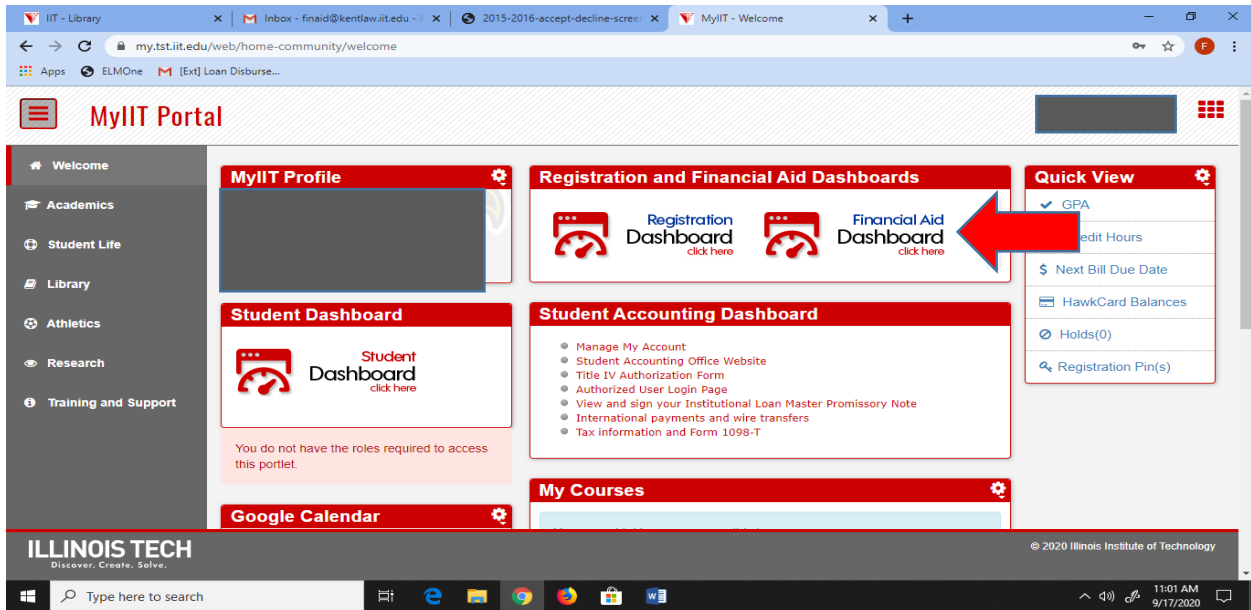 IIT - Library
Inbox - finaid@kentlaw.iit.edu - I
2015-2016-accept-decline-scree
MyIIT - Welcome
my.tst.iit.edu/web/home-community/welcome
F
Apps
ELMOne
[Ext] Loan Disburse...
MyIIT Portal
Welcome
Academics
Student Life
Library
Athletics
Research
Training and Support
MyIIT Profile
Student Dashboard
Student
Dashboard
click here
You do not have the roles required to access
this portlet.
Google Calendar
Registration and Financial Aid Dashboards
Registration
Dashboard
click here
Financial Aid
Dashboard
click here
Student Accounting Dashboard
Manage My Account
Student Accounting Office Website
Title IV Authorization Form
Authorized User Login Page
View and sign your Institutional Loan Master Promissory Note
International payments and wire transfers
Tax information and Form 1098-T
My Courses
Quick View
GPA
edit Hours
$ Next Bill Due Date
HawkCard Balances
Holds(0)
Registration Pin(s)
ILLINOIS TECH
Discover. Create. Solve.
© 2020 Illinois Institute of Technology
Type here to search
11:01 AM
9/17/2020